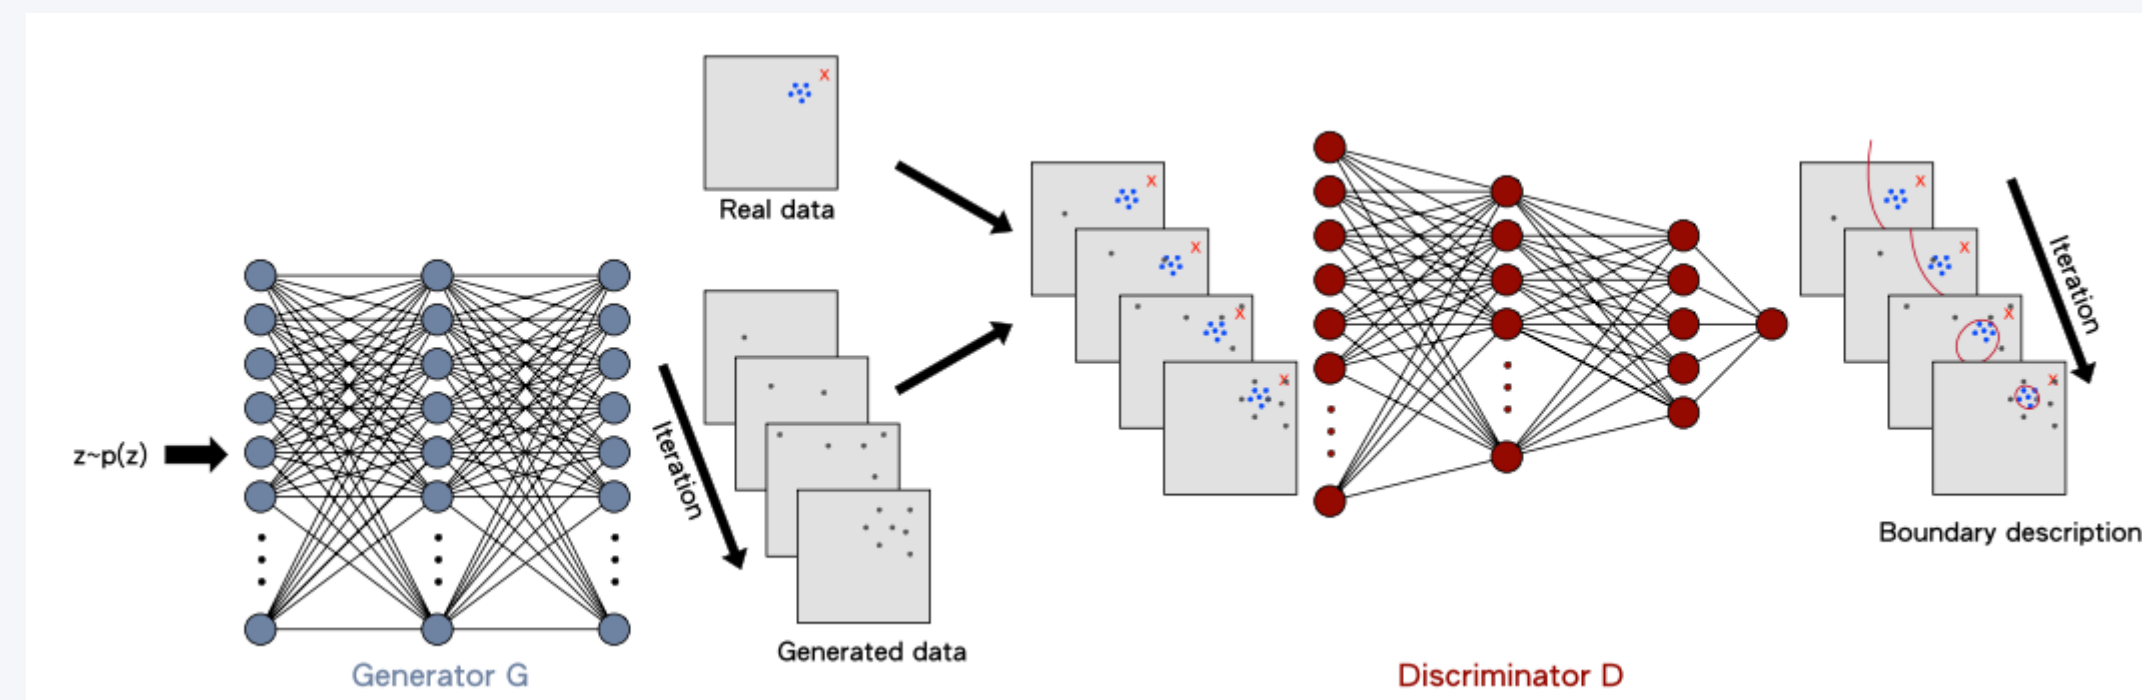 z~p(z)
Generator G
Real data
Iteration
Generated data
Discriminator D
Iteration
Boundary description